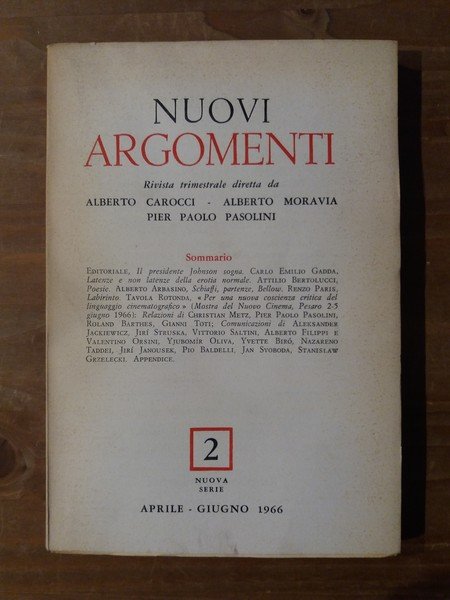 NUOVI
ARGOMENTI
Rivista trimestrale diretta da
ALBERTO CAROCCI - ALBERTO MORAVIA
PIER PAOLO PASOLINI
Sommario
EDITORIALE, Il presidente Johnson sogna. CARLO EMILIO GADDA,
Latenze e non latenze della erotia normale. ATTILIO BERTOLUCCI,
Poesie. ALBERTO ARBASINO, Schiaffi, partenze, Bellow. RENZO PARIS,
Labirinto. TAVOLA ROTONDA, « Per una nuova coscienza critica del
linguaggio cinematografico » (Mostra del Nuovo Cinema, Pesaro 2-5
giugno 1966): Relazioni di CHRISTIAN METZ, PIER PAOLO PASOLINI,
ROLAND BARTHES, GIANNI TOTI; Comunicazioni di ALEKSANDER
JACKIEWICZ, JIRÍ STRUSKA, VITTORIO SALTINI, ALBERTO FILIPPI E
VALENTINO ORSINI, YJUBOMÍR OLIVA, YVETTE BIRÓ, NAZARENO
TADDEI, JIRÍ JANOUSEK, PIO BALDELLI, JAN SVOBODA, STANISLAW
GRZELECKI. APPENDICE.
2
NUOVA
SERIE
APRILE - GIUGNO 1966